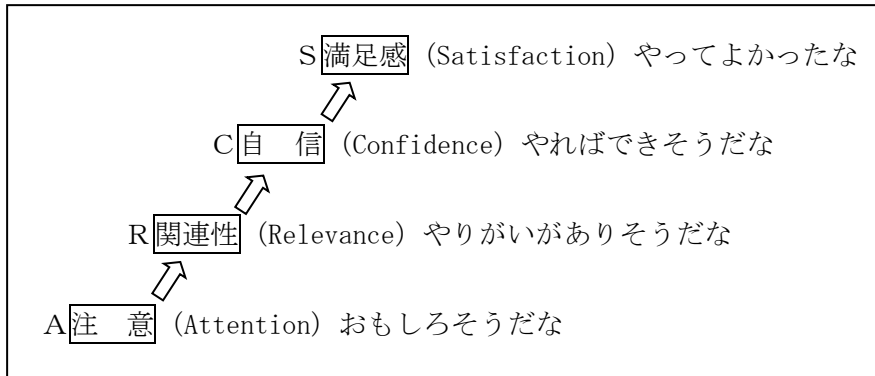 S満足感 (Satisfaction) やってよかったな
C自　信 (Confidence) やればできそうだな
R関連性 (Relevance) やりがいがありそうだな
A注　意 (Attention) おもしろそうだな